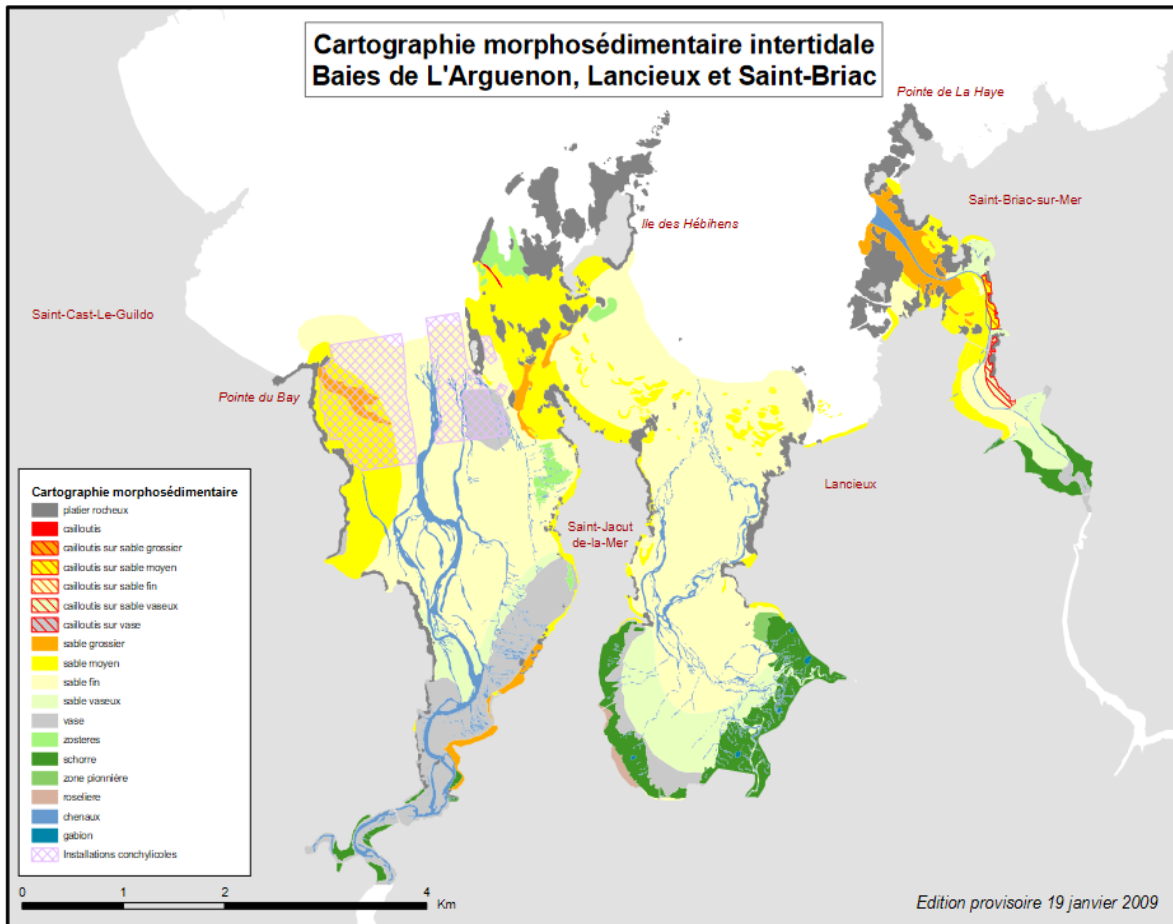 Cartographie morphosédimentaire intertidale
Baies de L'Arguenon, Lancieux et Saint-Briac
Pointe de La Haye
Saint-Briac-sur-Mer
Ile des Hébihens
Saint-Cast-Le-Guildo
Pointe du Bay
Lancieux
Saint-Jacut
de-la-Mer
Cartographie morphosédimentaire
platier rocheux
cailloutis
cailloutis sur sable grossier
cailloutis sur sable moyen
cailloutis sur sable fin
cailloutis sur sable vaseux
cailloutis sur vase
sable grossier
sable moyen
sable fin
sable vaseux
vase
zosteres
schorre
zone pionnière
roseliere
chenaux
gabion
Installations conchylicoles
0 1 2 4
Km
Edition provisoire 19 janvier 2009